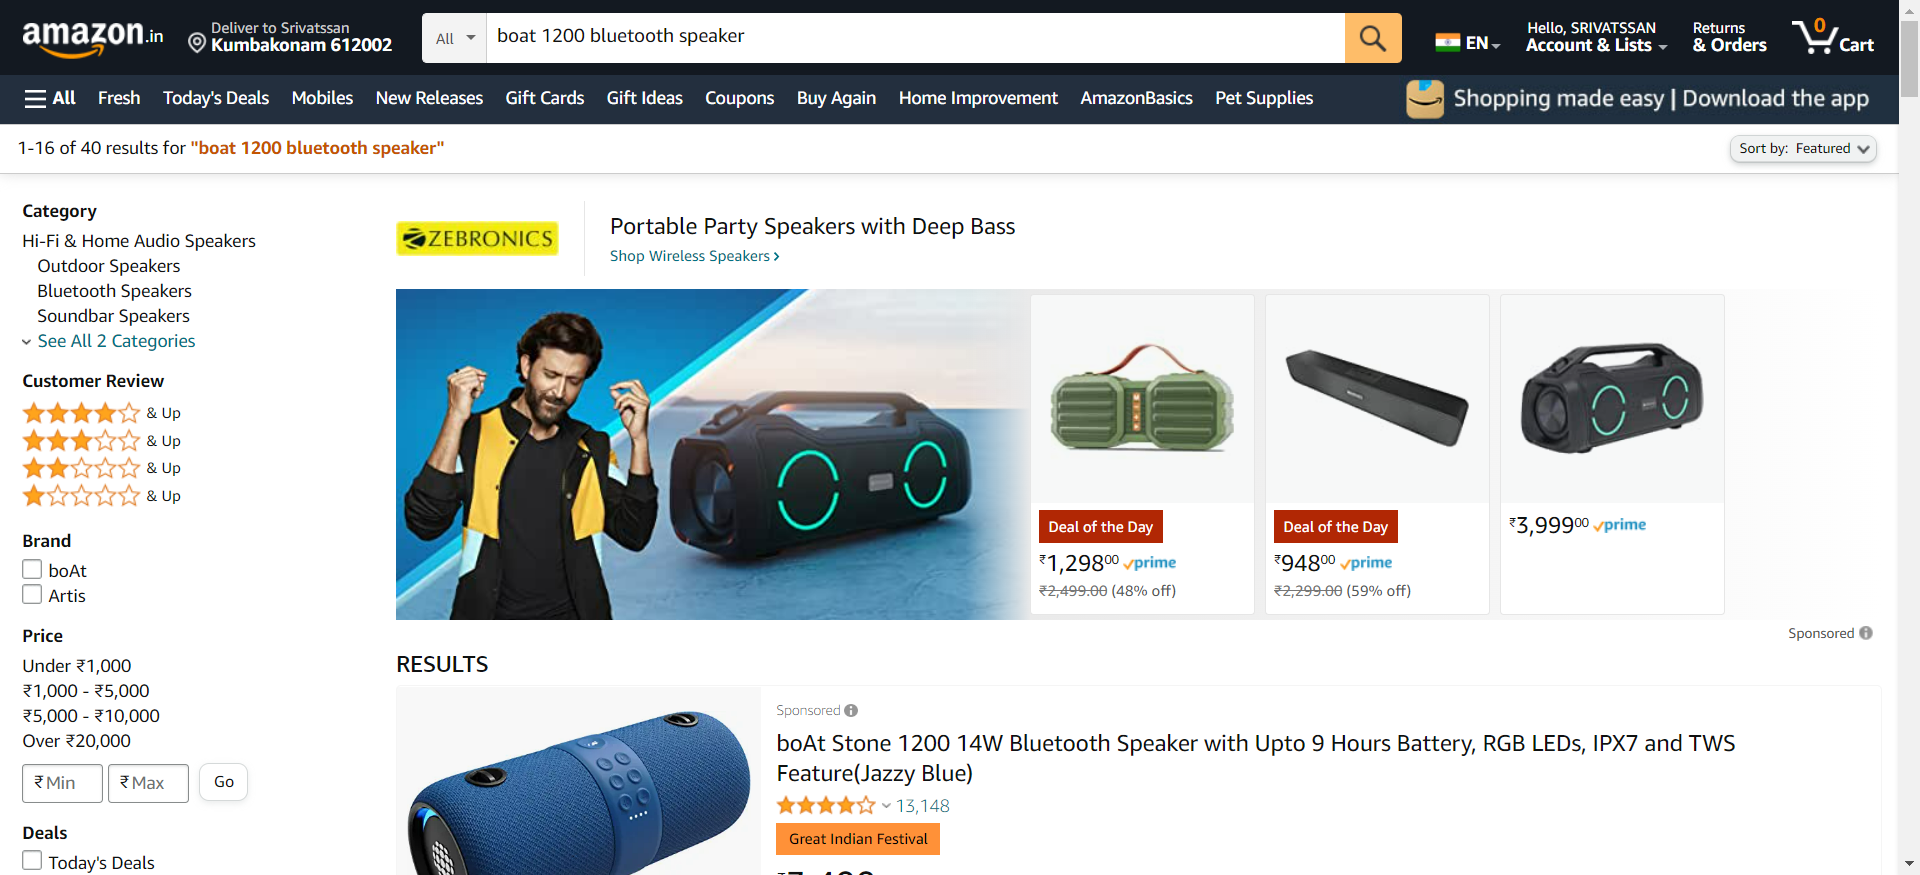 amazon.in
Deliver to Srivatssan
Kumbakonam 612002
All
boat 1200 bluetooth speaker
EN
Hello, SRIVATSSAN
Account & Lists
Returns
& Orders
0
Cart
All
Fresh
Today's Deals
Mobiles
New Releases
Gift Cards
Gift Ideas
Coupons
Buy Again
Home Improvement
AmazonBasics
Pet Supplies
Shopping made easy | Download the app
1-16 of 40 results for "boat 1200 bluetooth speaker"
Sort by: Featured
Category
Hi-Fi & Home Audio Speakers
Outdoor Speakers
Bluetooth Speakers
Soundbar Speakers
See All 2 Categories
Customer Review
& Up
& Up
& Up
& Up
Brand
boAt
Artis
Price
Under ₹1,000
₹1,000 - ₹5,000
₹5,000 - ₹10,000
Over ₹20,000
₹ Min
₹ Max
Go
Deals
Today's Deals
ZEBRONICS
Portable Party Speakers with Deep Bass
Shop Wireless Speakers ›
Deal of the Day
₹1,298.00 prime
₹2,499.00 (48% off)
Deal of the Day
₹948.00 prime
₹2,299.00 (59% off)
₹3,999.00 prime
Sponsored
RESULTS
Sponsored
boAt Stone 1200 14W Bluetooth Speaker with Upto 9 Hours Battery, RGB LEDs, IPX7 and TWS
Feature(Jazzy Blue)
13,148
Great Indian Festival